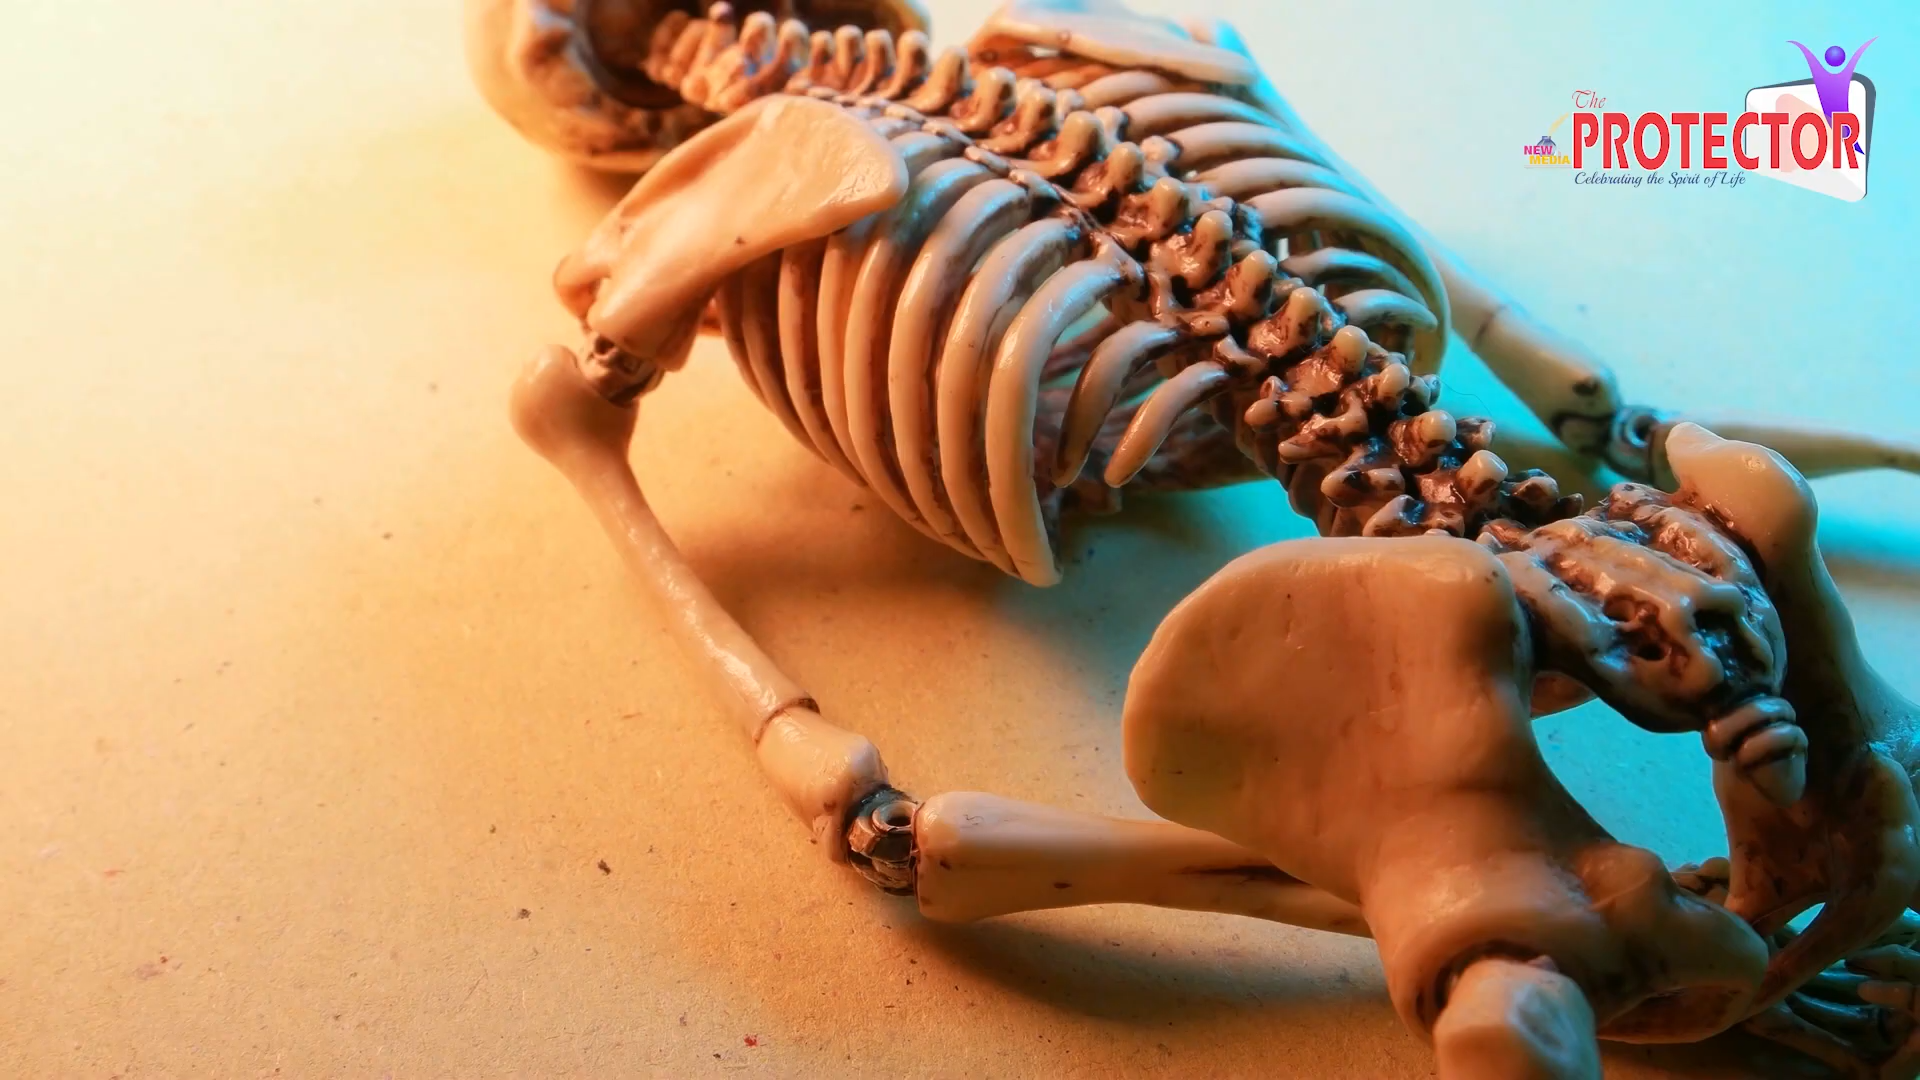 The
NEW
MEDIA
PROTECTOR
Celebrating the Spirit of Life